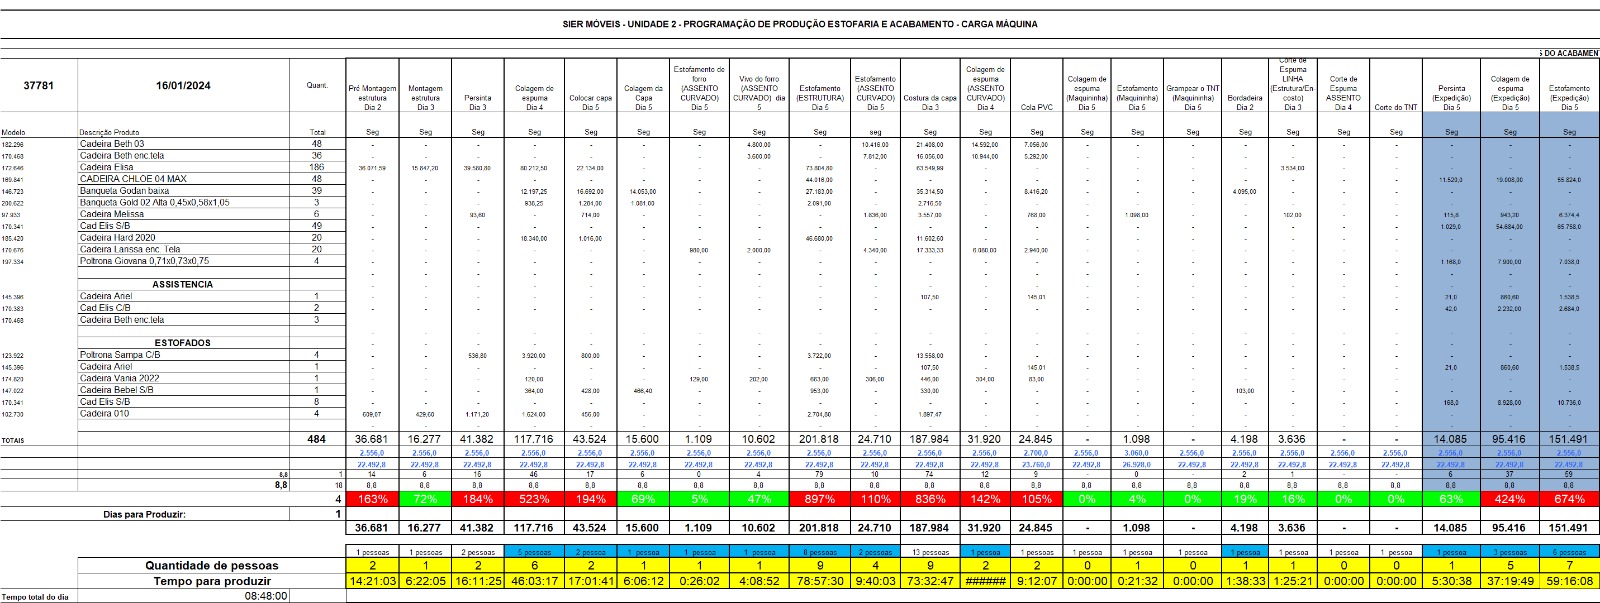 SIER MÓVEIS - UNIDADE 2 - PROGRAMAÇÃO DE PRODUÇÃO ESTOFARIA E ACABAMENTO - CARGA MÁQUINA
DO ACABAMEN
37781 16/01/2024 Quant. Pré Montagem estrutura Dia 2 Montagem estrutura Dia 3 Persinta Dia 3 Colagem de espuma Dia 4 Colocar capa Dia 5 Colagem da Capa Dia 5 Estofamento de forro (ASSENTO CURVADO) Dia 5 Vivo do forro (ASSENTO CURVADO) dia 5 Estofamento (ESTRUTURA) Dia 5 Estofamento (ASSENTO CURVADO) Dia 5 Costura da capa Dia 3 Colagem de espuma (ASSENTO CURVADO) Dia 4 Cola PVC Colagem de espuma (Maquininha) Dia 5 Estofamento (Maquininha) Dia 5 Grampear o TNT (Maquininha) Dia 5 Bordadeira Dia 2 Corte de Espuma LINHA (Estrutura/Encosto) Dia 3 Corte de Espuma ASSENTO Dia 4 Corte do TNT Persinta (Expedição) Dia 5 Colagem de espuma (Expedição) Dia 5 Estofamento (Expedição) Dia 5
Modelo Descrição Produto Total Seg Seg Seg Seg Seg Seg Seg Seg Seg seg Seg Seg Seg Seg Seg Seg Seg Seg Seg Seg Seg Seg Seg
182.296 Cadeira Beth 03 48 - - - - - - - 4.800,00 - 10.416,00 21.408,00 14.592,00 7.056,00 - - - - - - - - - -
170.468 Cadeira Beth enc.tela 36 - - - - - - - 3.600,00 - 7.812,00 16.056,00 10.944,00 5.292,00 - - - - - - - - - -
172.646 Cadeira Elisa 186 36.071,59 15.847,20 39.580,80 80.212,50 22.134,00 - - - 73.804,80 - 63.549,99 - - - - - - 3.534,00 - - - - -
169.841 CADEIRA CHLOE 04 MAX 48 - - - - - - - - 44.016,00 - - - - - - - - - - - 11.520,0 19.008,00 55.824,0
146.723 Banqueta Godan baixa 39 - - - 12.197,25 16.692,00 14.053,00 - - 27.183,00 - 35.314,50 - 8.416,20 - - - 4.095,00 - - - - - -
200.622 Banqueta Gold 02 Alta 0,45x0,58x1,05 3 - - - 938,25 1.284,00 1.081,00 - - 2.091,00 - 2.716,50 - - - - - - - - - - - -
97.933 Cadeira Melissa 6 - - 93,60 - 714,00 - - - - 1.836,00 3.557,00 - 768,00 - 1.098,00 - - 102,00 - - 115,8 943,20 6.374,4
170.341 Cad Elis S/B 49 - - - - - - - - - - - - - - - - - - - - 1.029,0 54.684,00 65.758,0
185.420 Cadeira Hard 2020 20 - - - 18.340,00 1.016,00 - - - 46.680,00 - 11.602,60 - - - - - - - - - - - -
170.676 Cadeira Larissa enc. Tela 20 - - - - - - 980,00 2.000,00 - 4.340,00 17.333,33 6.080,00 2.940,00 - - - - - - - - - -
197.334 Poltrona Giovana 0,71x0,73x0,75 4 - - - - - - - - - - - - - - - - - - - - 1.168,0 7.900,00 7.038,0
ASSISTENCIA
145.396 Cadeira Ariel 1 - - - - - - - - - - 107,50 - 145,01 - - - - - - - 21,0 860,60 1.538,5
170.383 Cad Elis C/B 2 - - - - - - - - - - - - - - - - - - - - 42,0 2.232,00 2.684,0
170.468 Cadeira Beth enc.tela 3
ESTOFADOS
123.922 Poltrona Sampa C/B 4 - - 536,80 3.920,00 800,00 - - - 3.722,00 - 13.558,00 - - - - - - - - - - - -
145.396 Cadeira Ariel 1 - - - - - - - - - - 107,50 - 145,01 - - - - - - - 21,0 860,60 1.538,5
174.820 Cadeira Vania 2022 1 - - - 120,00 - - 129,00 202,00 663,00 306,00 446,00 304,00 83,00 - - - - - - - - - -
147.022 Cadeira Bebel S/B 1 - - - 364,00 428,00 466,40 - - 953,00 - 330,00 - - - - - 103,00 - - - - - -
170.341 Cad Elis S/B 8 - - - - - - - - - - - - - - - - - - - - 168,0 8.928,00 10.736,0
102.730 Cadeira 010 4 609,07 429,60 1.171,20 1.624,00 456,00 - - - 2.704,80 - 1.897,47 - - - - - - - - - - - -
TOTAIS 484 36.681 16.277 41.382 117.716 43.524 15.600 1.109 10.602 201.818 24.710 187.984 31.920 24.845 - 1.098 - 4.198 3.636 - - 14.085 95.416 151.491
2.556,0 2.556,0 2.556,0 2.556,0 2.556,0 2.556,0 2.556,0 2.556,0 2.556,0 2.556,0 2.556,0 2.556,0 2.700,0 2.556,0 3.060,0 2.556,0 2.556,0 2.556,0 2.556,0 2.556,0 2.556,0 2.556,0 2.556,0
22.492,8 22.492,8 22.492,8 22.492,8 22.492,8 22.492,8 22.492,8 22.492,8 22.492,8 22.492,8 22.492,8 22.492,8 23.760,0 22.492,8 26.928,0 22.492,8 22.492,8 22.492,8 22.492,8 22.492,8 22.492,8 22.492,8 22.492,8
8,8 1 14 6 16 46 17 6 0 4 79 10 74 12 9 - 0 - 2 1 - - 6 37 59
8,8 18 8,8 8,8 8,8 8,8 8,8 8,8 8,8 8,8 8,8 8,8 8,8 8,8 8,8 8,8 8,8 8,8 8,8 8,8 8,8 8,8 8,8 8,8 8,8
4 163% 72% 184% 523% 194% 69% 5% 47% 897% 110% 836% 142% 105% 0% 4% 0% 19% 16% 0% 0% 63% 424% 674%
Dias para Produzir: 1
36.681 16.277 41.382 117.716 43.524 15.600 1.109 10.602 201.818 24.710 187.984 31.920 24.845 - 1.098 - 4.198 3.636 - - 14.085 95.416 151.491
1 pessoas 1 pessoas 2 pessoas 5 pessoas 2 pessoas 1 pessoa 1 pessoas 1 pessoas 8 pessoas 2 pessoas 13 pessoas 1 pessoas 1 pessoas 1 pessoa 1 pessoa 1 pessoa 1 pessoas 1 pessoa 1 pessoa 1 pessoa 1 pessoas 3 pessoas 6 pessoas
Quantidade de pessoas 2 1 2 6 2 1 1 1 9 4 9 2 2 0 1 0 1 1 0 0 1 5 7
Tempo para produzir 14:21:03 6:22:05 16:11:25 46:03:17 17:01:41 6:06:12 0:26:02 4:08:52 78:57:30 9:40:03 73:32:47 ###### 9:12:07 0:00:00 0:21:32 0:00:00 1:38:33 1:25:21 0:00:00 0:00:00 5:30:38 37:19:49 59:16:08
Tempo total do dia 08:48:00